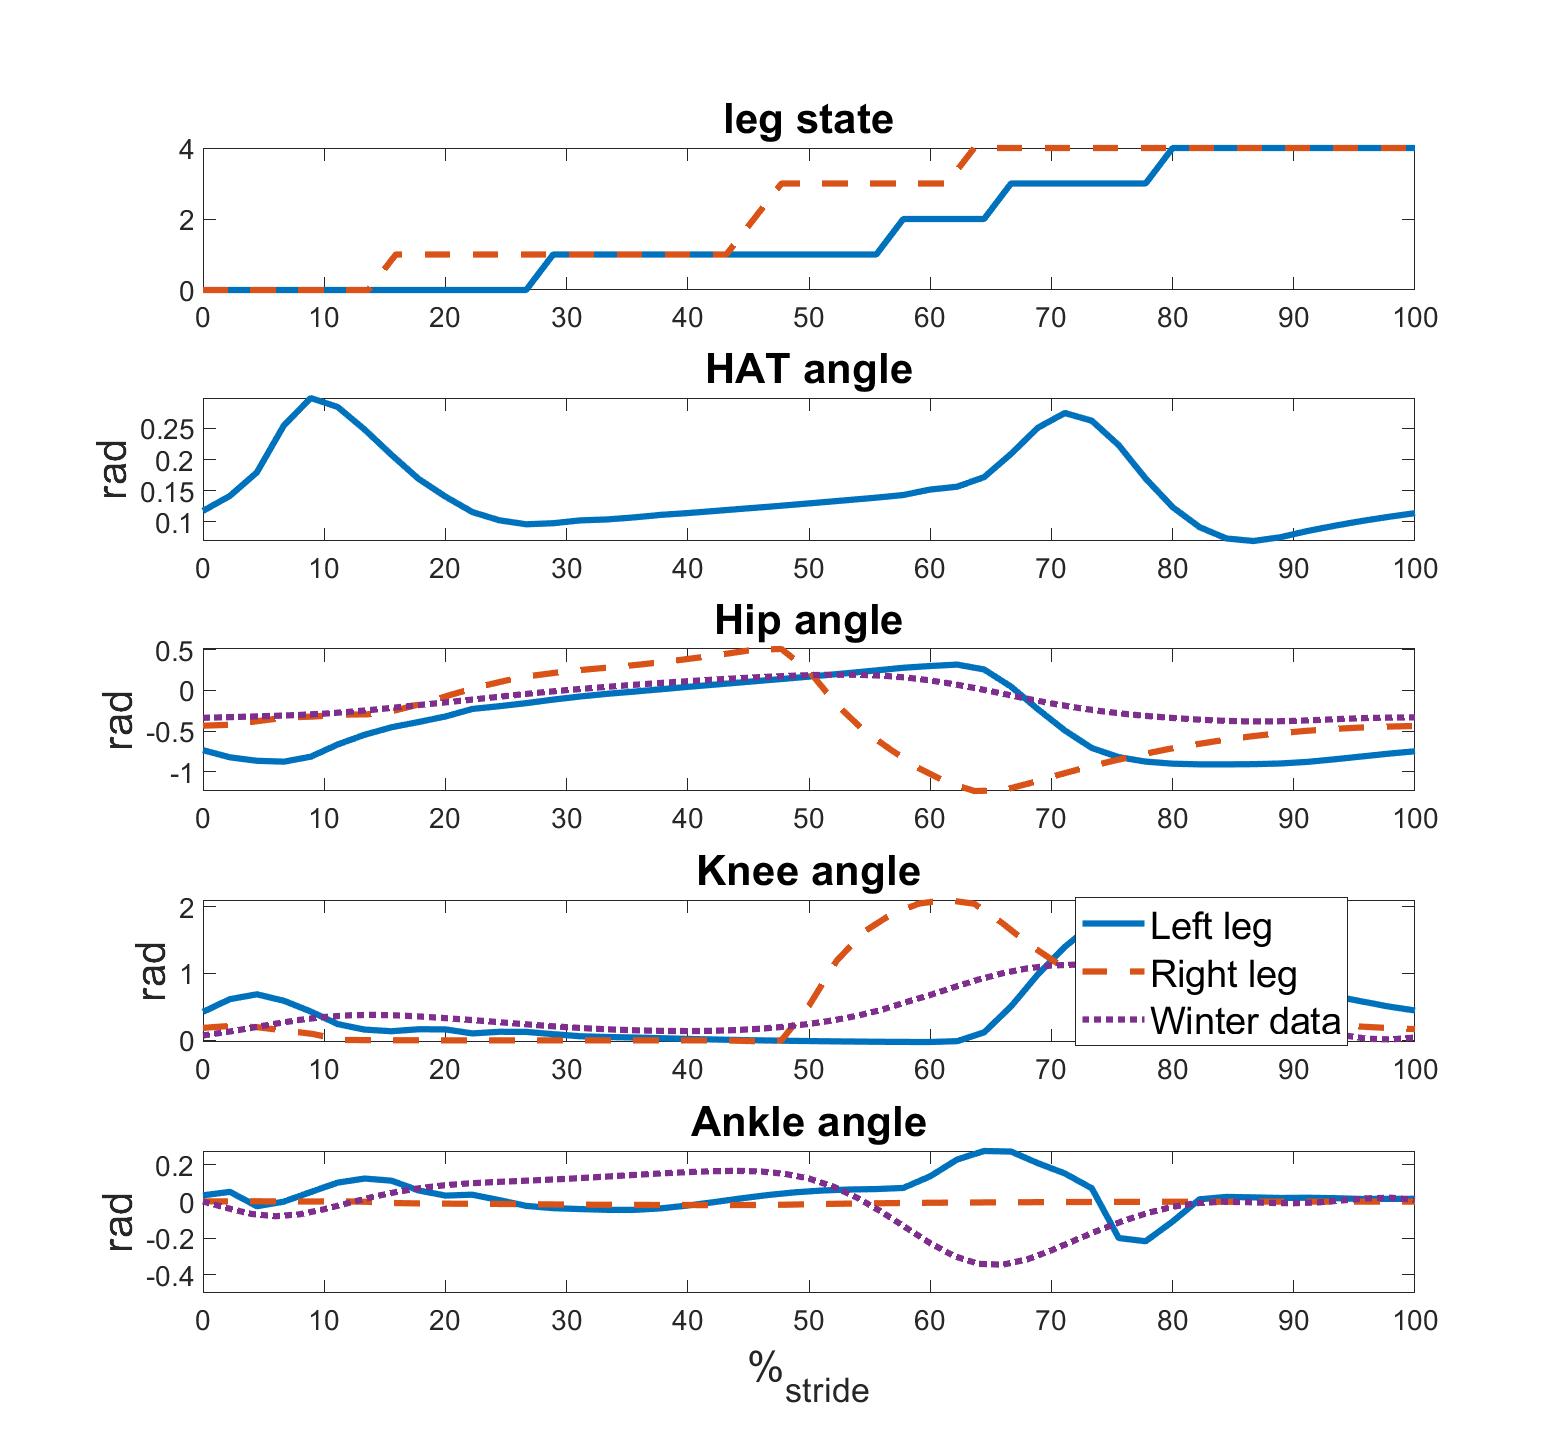 leg state
4
2
0
0 10 20 30 40 50 60 70 80 90 100
HAT angle
rad
0.25
0.2
0.15
0.1
0 10 20 30 40 50 60 70 80 90 100
Hip angle
rad
0.5
0
-0.5
-1
0 10 20 30 40 50 60 70 80 90 100
Knee angle
rad
2
1
0
Left leg
Right leg
Winter data
0 10 20 30 40 50 60 70 80 90 100
Ankle angle
rad
0.2
0
-0.2
-0.4
0 10 20 30 40 50 60 70 80 90 100
%stride